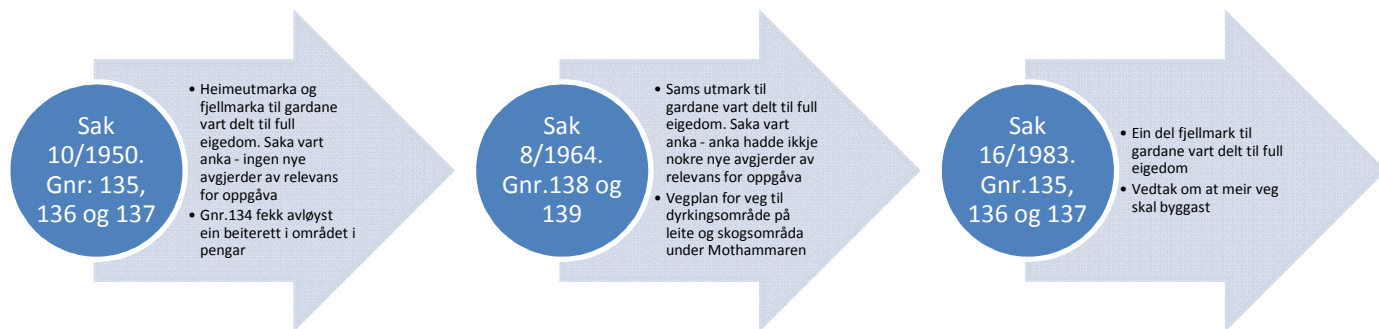 Sak
10/1950.
Gnr: 135,
136 og 137
• Heimeutmarka og
fjellmarka til gardane
vart delt til full
eigedom. Saka vart
anka - ingen nye
avgjerder av relevans
for oppgåva
• Gnr.134 fekk avløyst
ein beiterett i området i
pengar
Sak
8/1964.
Gnr.138 og
139
• Sams utmark til
gardane vart delt til full
eigedom. Saka vart
anka - anka hadde ikkje
nokre nye avgjerder av
relevans for oppgåva
• Vegplan for veg til
dyrkingsområde på
leite og skogsområda
under Mothammaren
Sak
16/1983.
Gnr.135,
136 og 137
• Ein del fjellmark til
gardane vart delt til full
eigedom
• Vedtak om at meir veg
skal byggast